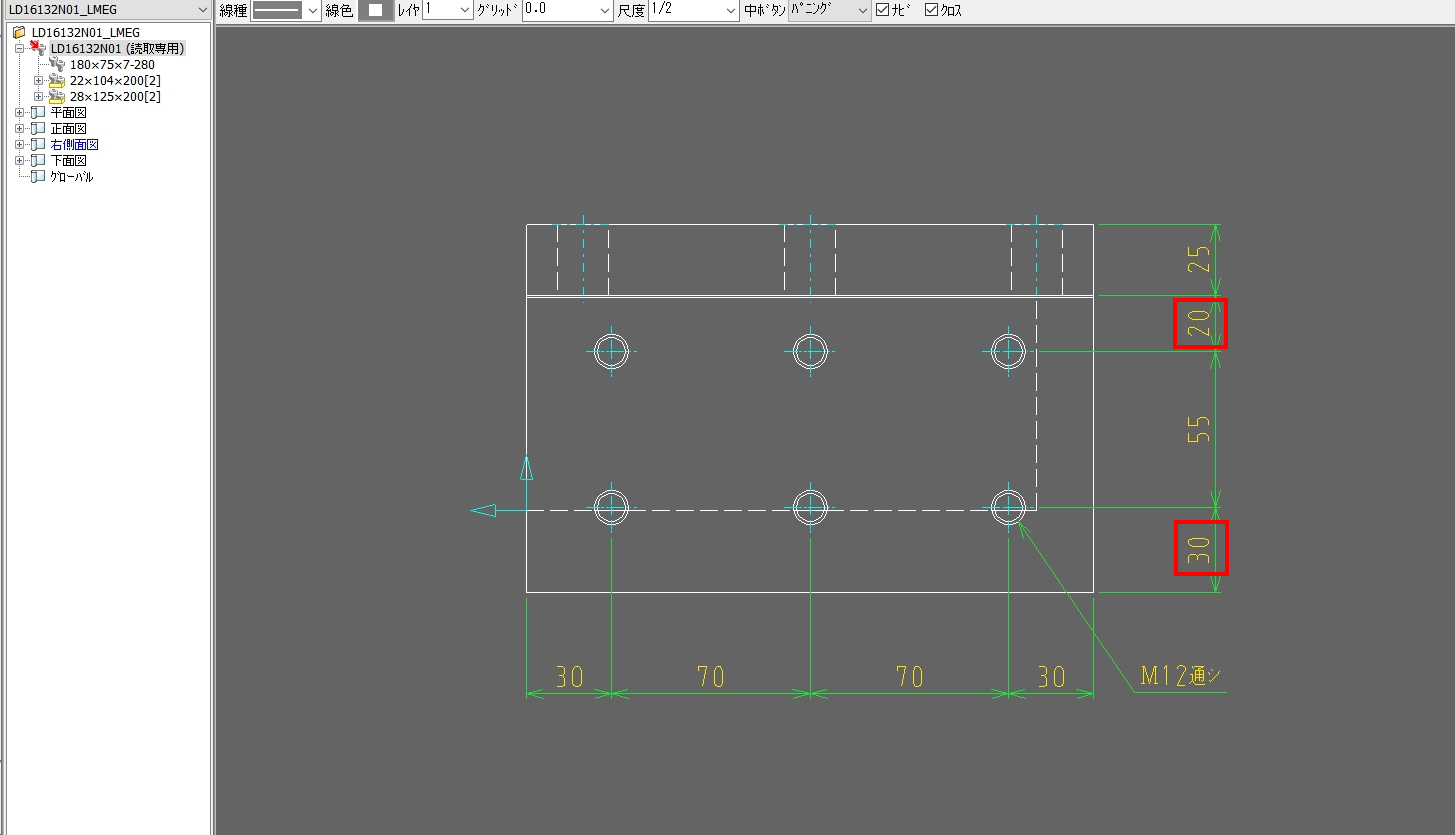 LD16132N01_LMEG
線種
線色
レイヤ 1
グリッド 0.0
尺度 1/2
中ボタン パニング
ナビ
クロス
LD16132N01_LMEG
LD16132N01 (読取専用)
180×75×7-280
22×104×200[2]
28×125×200[2]
平面図
正面図
右側面図
下面図
グローバル
25
20
55
30
30 70 70 30
M12通シ